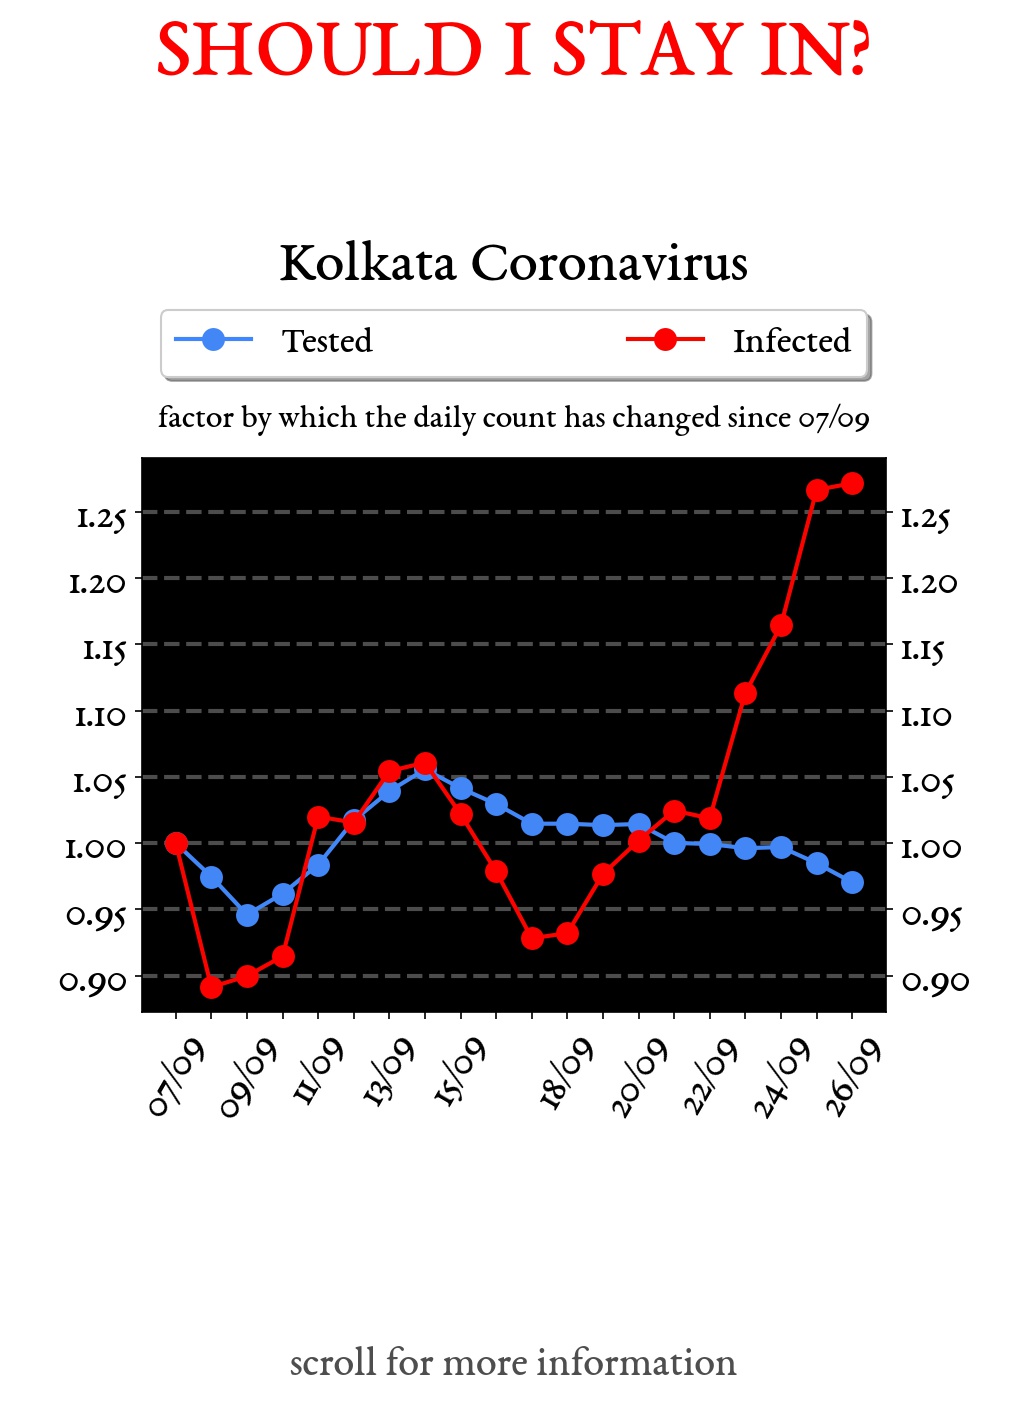 SHOULD I STAY IN?
Kolkata Coronavirus
Tested Infected
factor by which the daily count has changed since 07/09
1.25 1.25
1.20 1.20
1.15 1.15
1.10 1.10
1.05 1.05
1.00 1.00
0.95 0.95
0.90 0.90
07/09 09/09 11/09 13/09 15/09 18/09 20/09 22/09 24/09 26/09
scroll for more information